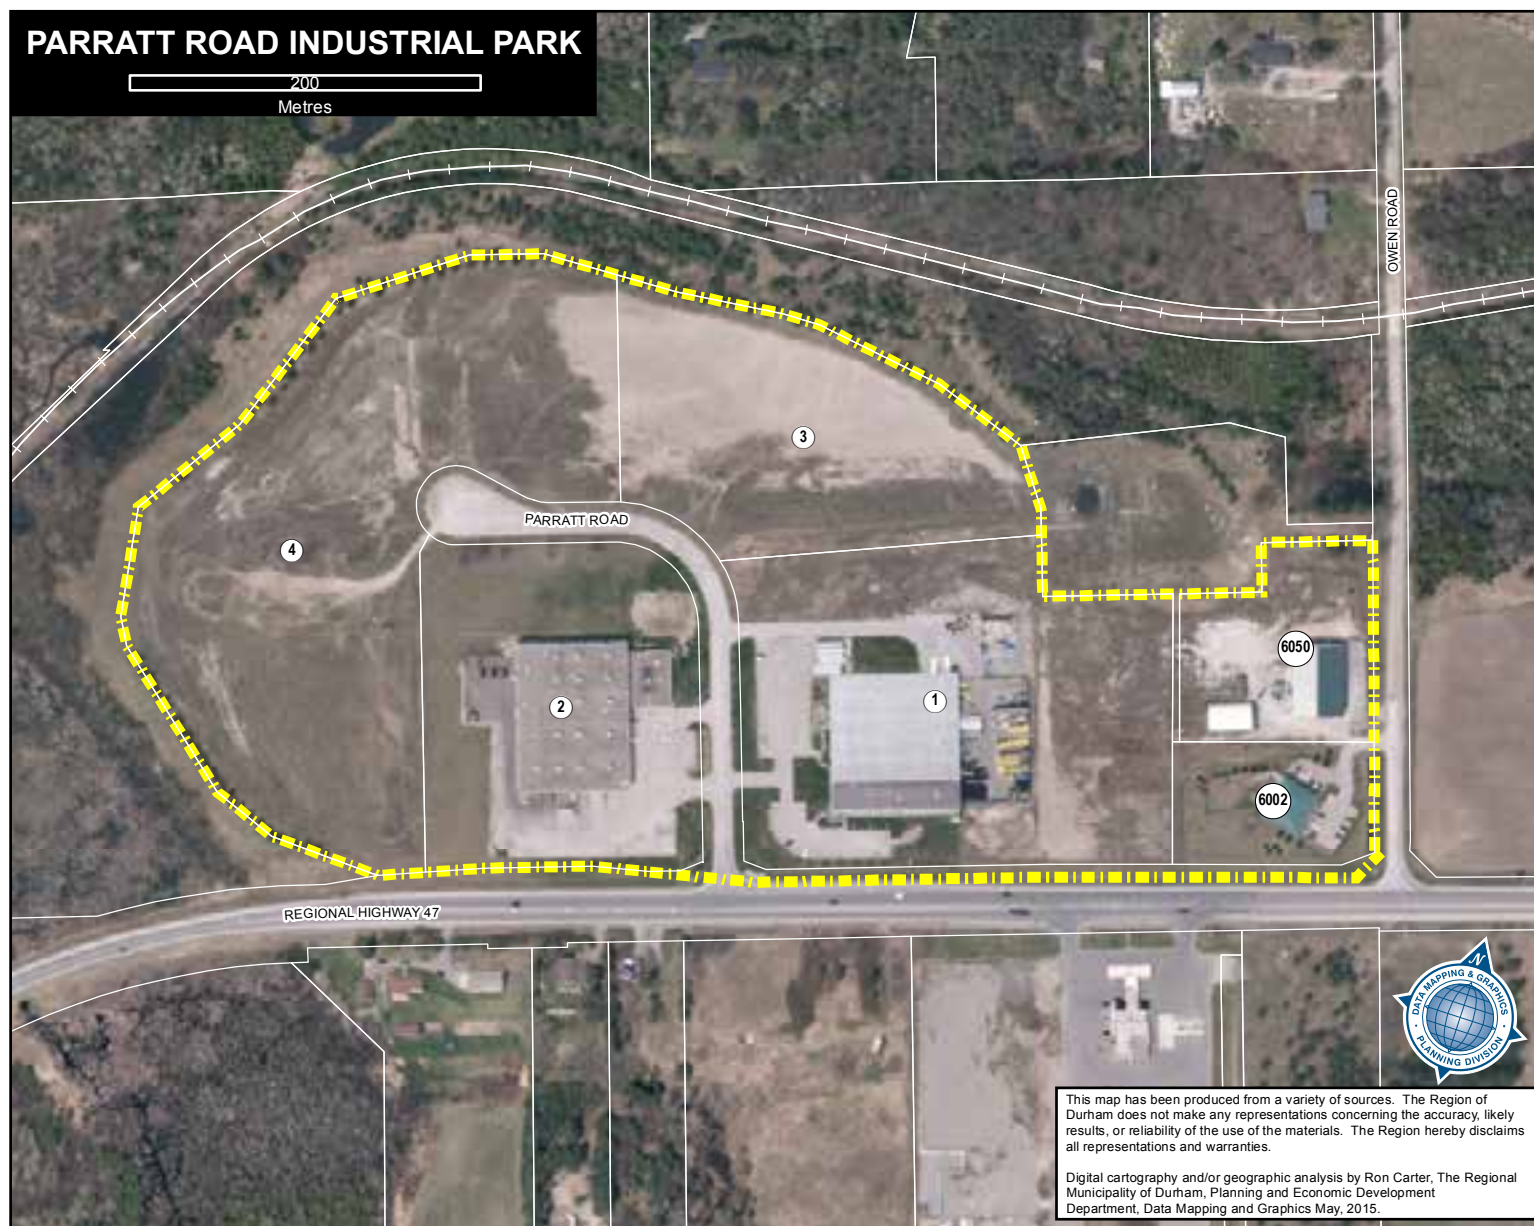 PARRATT ROAD INDUSTRIAL PARK
200
Metres
OWEN ROAD
3
PARRATT ROAD
4
6050
2
1
6002
REGIONAL HIGHWAY 47
N
DATA MAPPING & GRAPHICS
PLANNING DIVISION
This map has been produced from a variety of sources. The Region of
Durham does not make any representations concerning the accuracy, likely
results, or reliability of the use of the materials. The Region hereby disclaims
all representations and warranties.
Digital cartography and/or geographic analysis by Ron Carter, The Regional
Municipality of Durham, Planning and Economic Development
Department, Data Mapping and Graphics May, 2015.